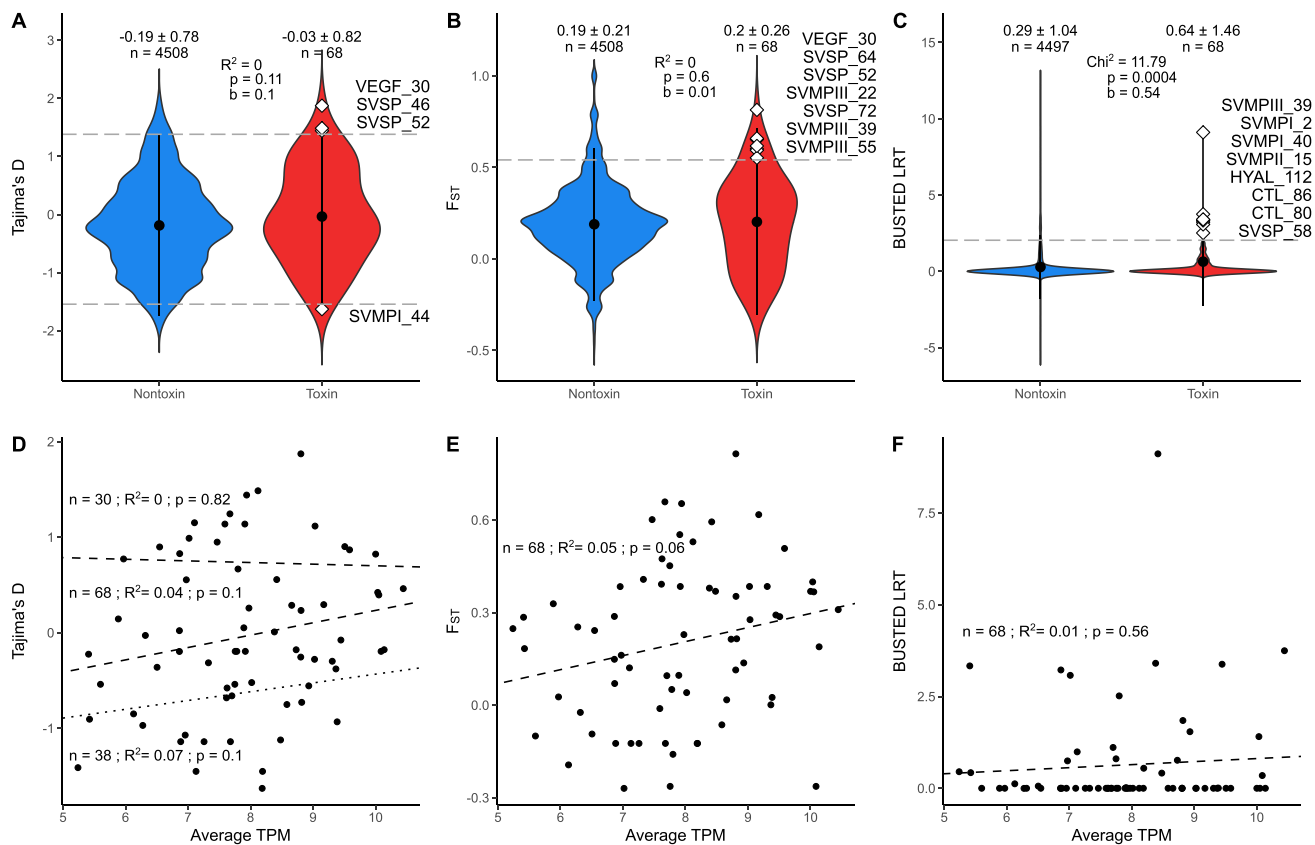 A
-0.19 ± 0.78
n = 4508
-0.03 ± 0.82
n = 68
R² = 0
p = 0.11
b = 0.1
VEGF_30
SVSP_46
SVSP_52
SVMPI_44
3
2
1
0
-1
-2
Tajima's D
Nontoxin
Toxin
B
0.19 ± 0.21
n = 4508
0.2 ± 0.26
n = 68
R² = 0
p = 0.6
b = 0.01
VEGF_30
SVSP_64
SVSP_52
SVMPIII_22
SVSP_72
SVMPIII_39
SVMPIII_55
1.0
0.5
0.0
-0.5
FST
Nontoxin
Toxin
C
0.29 ± 1.04
n = 4497
0.64 ± 1.46
n = 68
Chi² = 11.79
p = 0.0004
b = 0.54
SVMPIII_39
SVMPI_2
SVMPI_40
SVMPII_15
HYAL_112
CTL_86
CTL_80
SVSP_58
15
10
5
0
-5
BUSTED LRT
Nontoxin
Toxin
D
n = 30 ; R²= 0 ; p = 0.82
n = 68 ; R²= 0.04 ; p = 0.1
n = 38 ; R²= 0.07 ; p = 0.1
2
1
0
-1
Tajima's D
5 6 7 8 9 10
Average TPM
E
n = 68 ; R²= 0.05 ; p = 0.06
0.6
0.3
0.0
-0.3
FST
5 6 7 8 9 10
Average TPM
F
n = 68 ; R²= 0.01 ; p = 0.56
7.5
5.0
2.5
0.0
BUSTED LRT
5 6 7 8 9 10
Average TPM